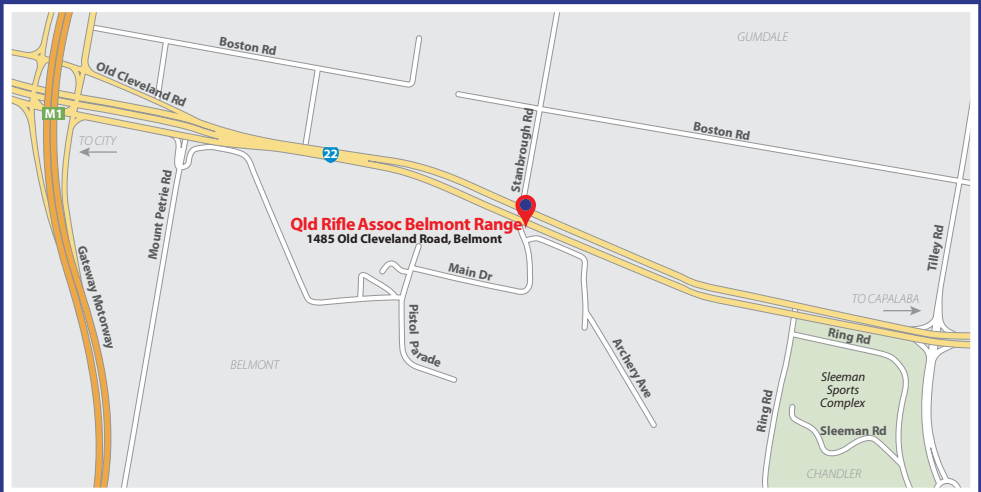 GUMDALE
Boston Rd
Old Cleveland Rd
M1
TO CITY
22
Stanbrough Rd
Boston Rd
Mount Petrie Rd
Qld Rifle Assoc Belmont Range
1485 Old Cleveland Road, Belmont
Tilley Rd
Gateway Motorway
Main Dr
TO CAPALABA
Pistol Parade
Ring Rd
BELMONT
Archery Ave
Sleeman
Sports
Complex
Ring Rd
Sleeman Rd
CHANDLER